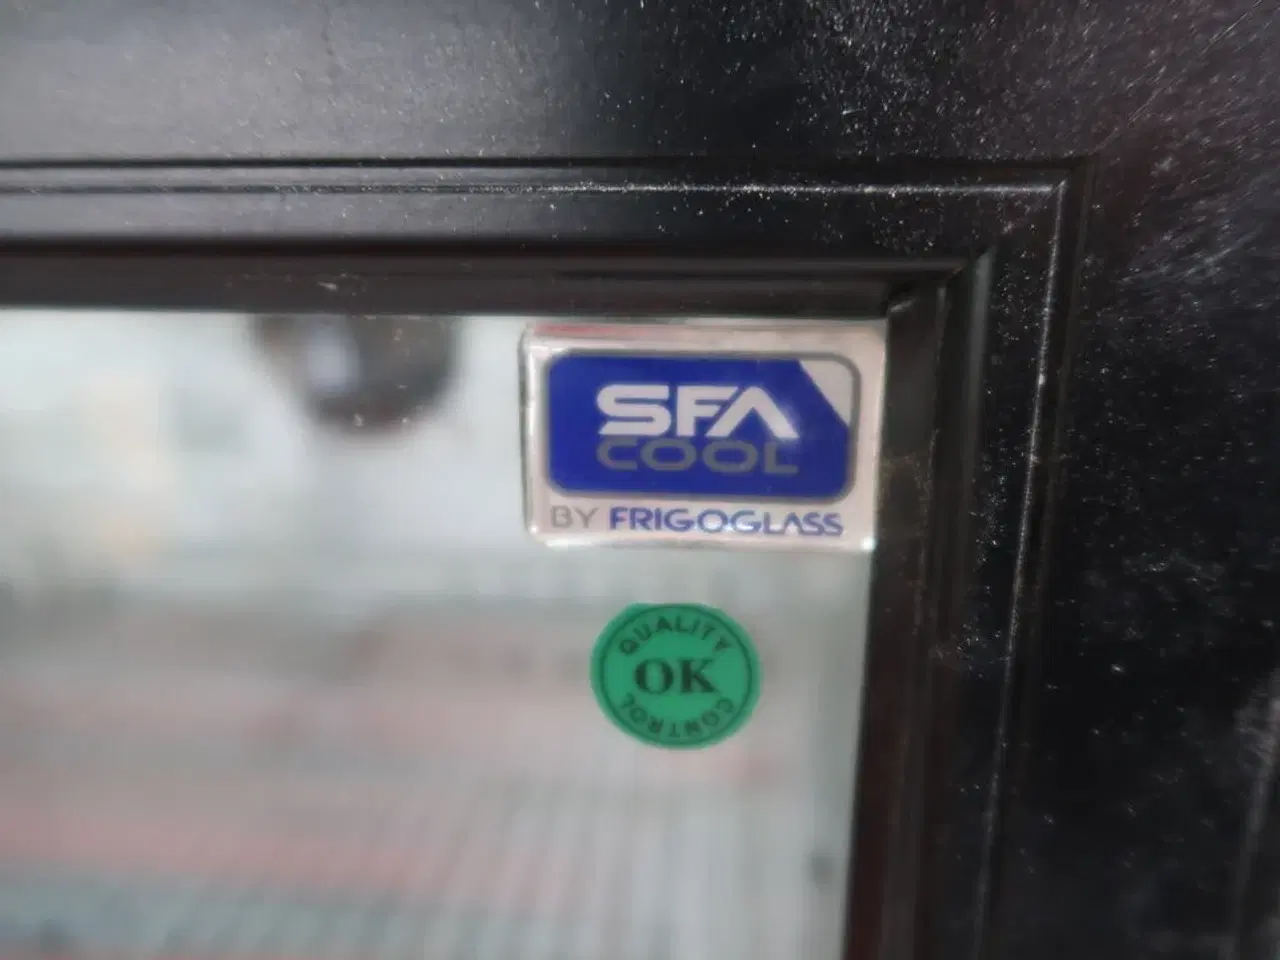 SFA
COOL
BY FRIGOGLASS
QUALITY
OK
CONTROL